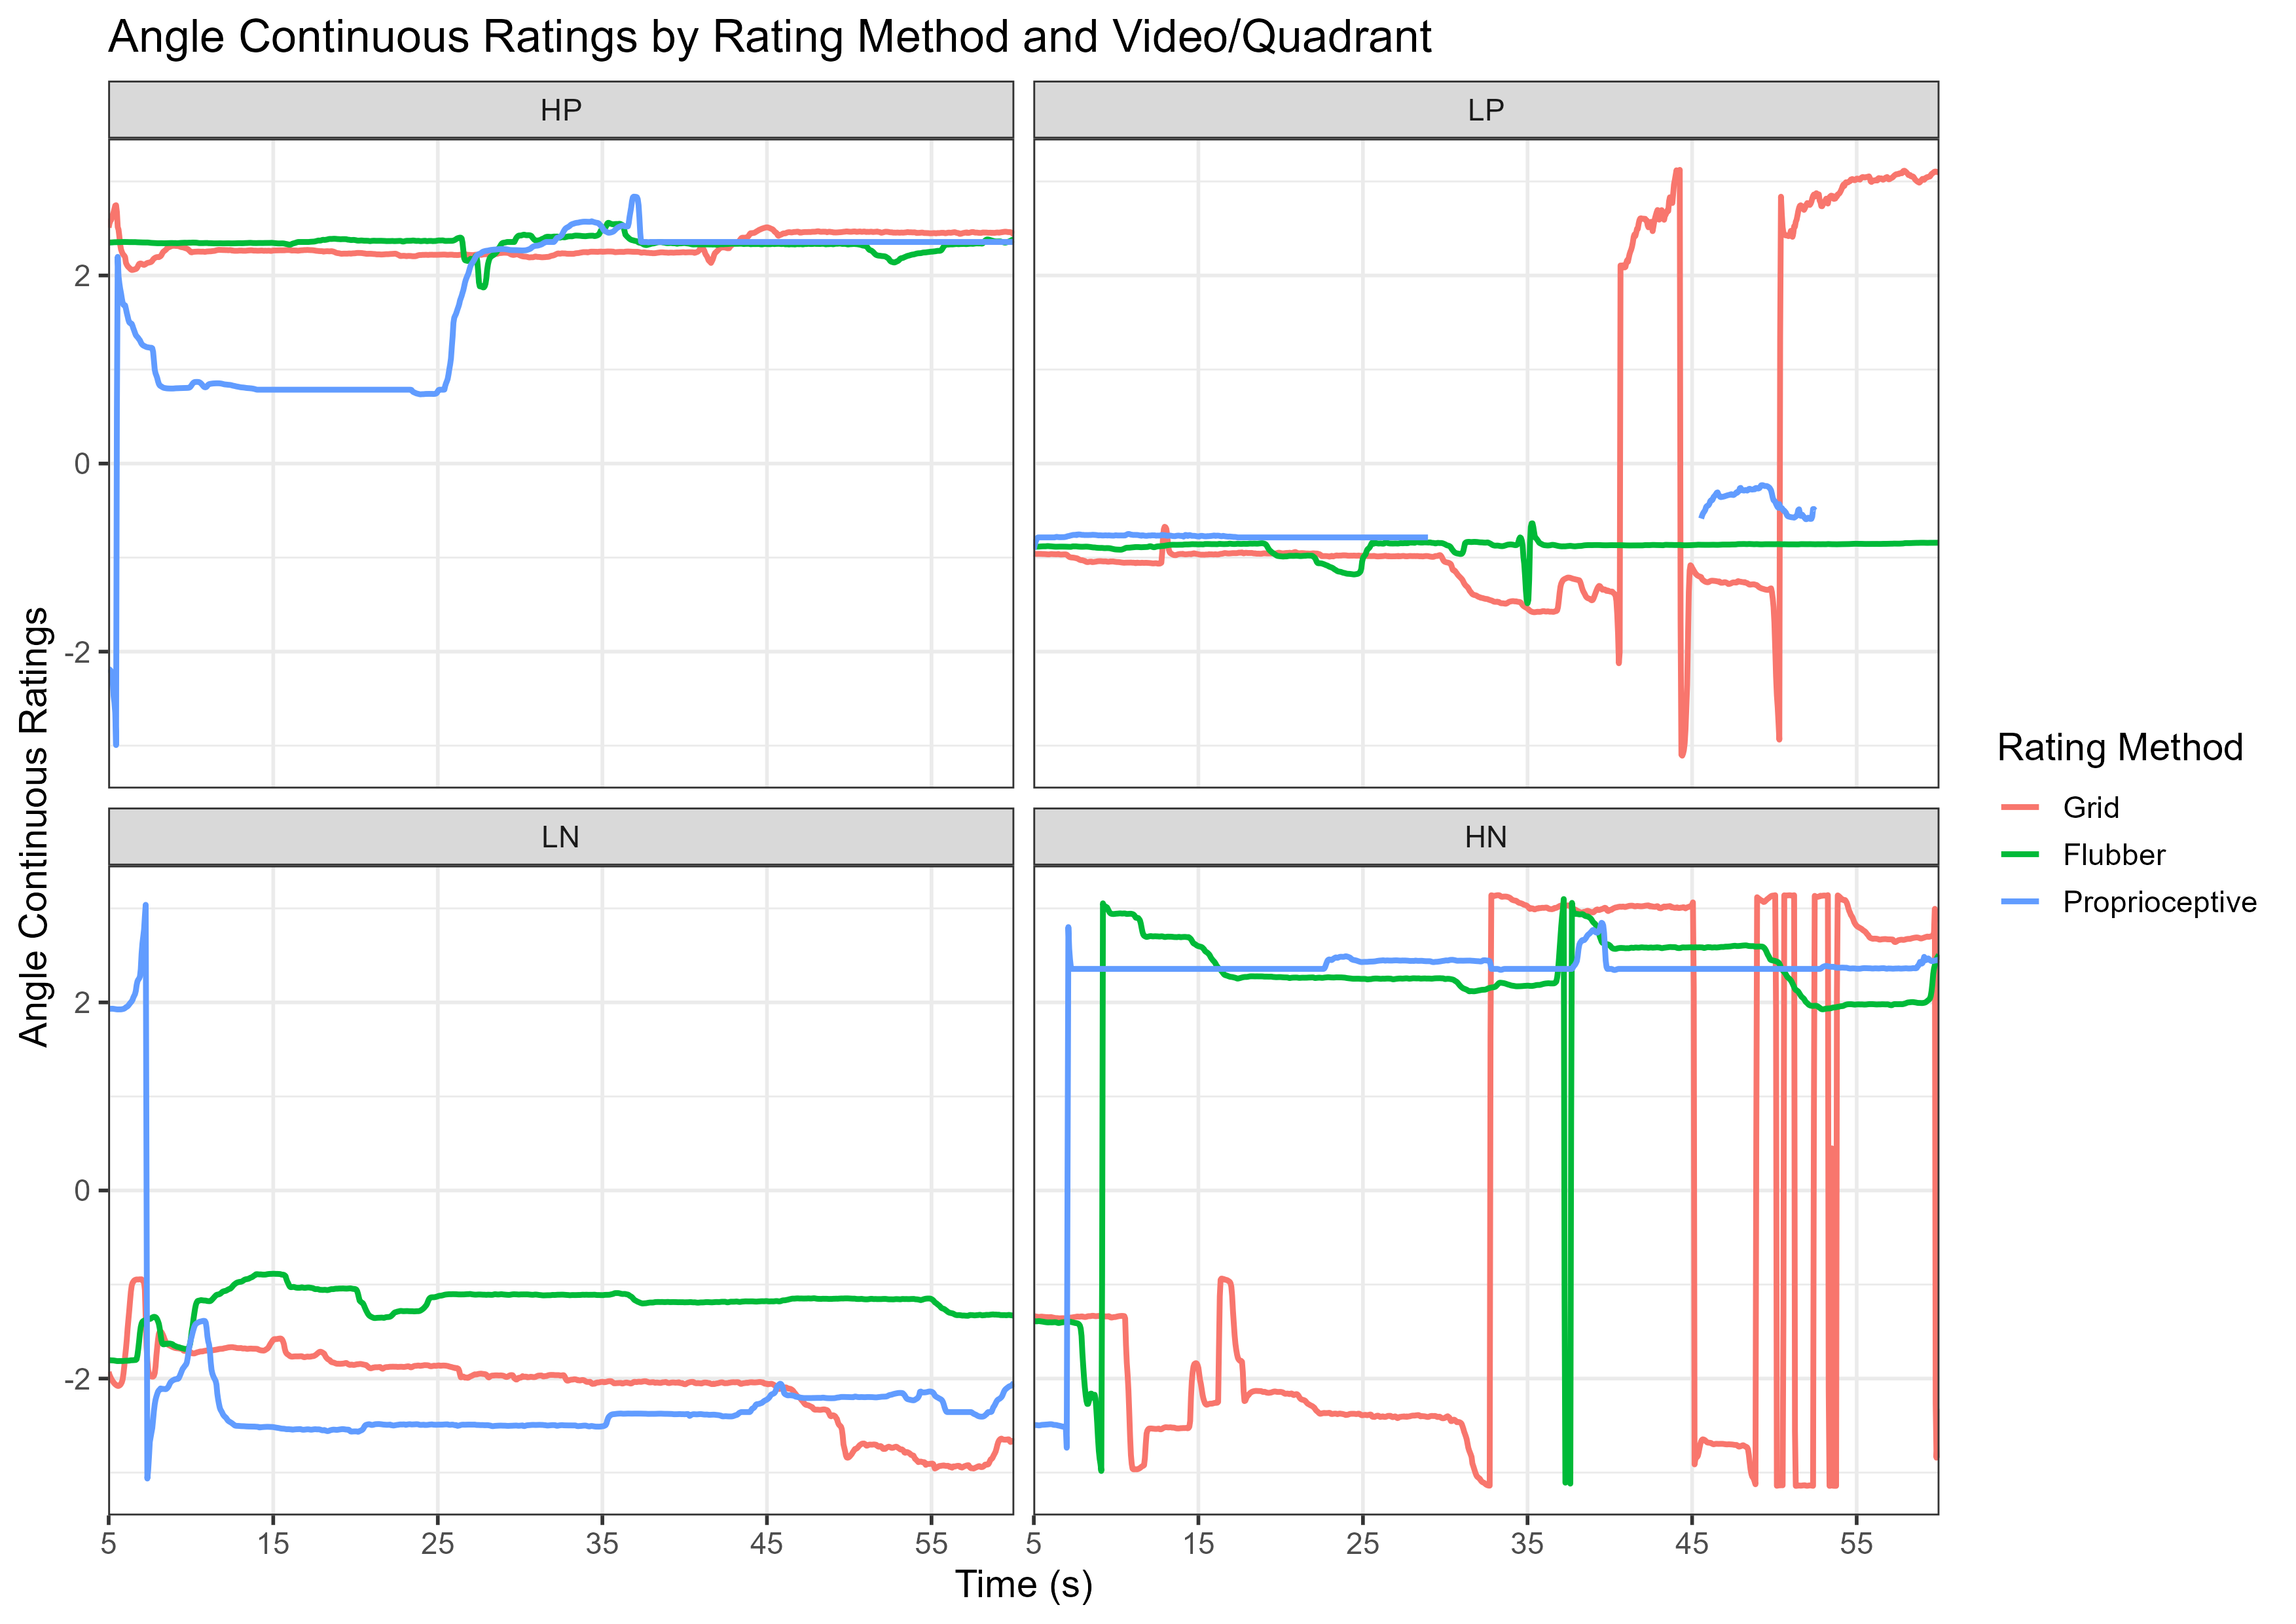 Angle Continuous Ratings by Rating Method and Video/Quadrant
HP
LP
2
0
-2
LN
HN
2
0
-2
5
15
25
35
45
55
5
15
25
35
45
55
Time (s)
Angle Continuous Ratings
Rating Method
Grid
Flubber
Proprioceptive